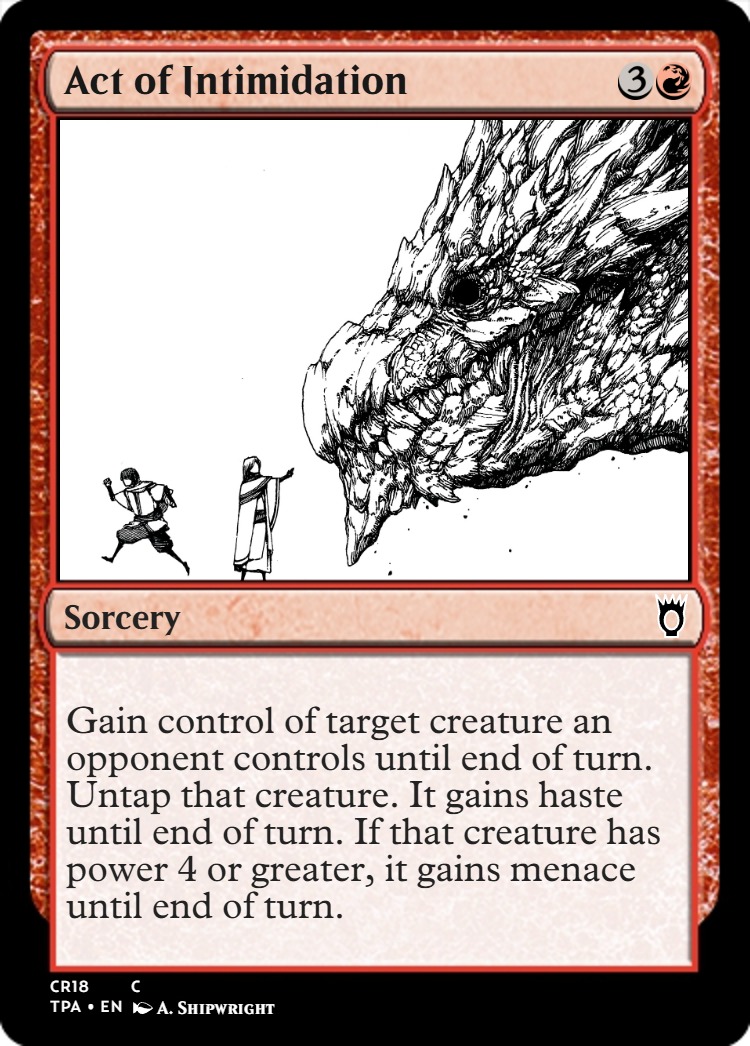 Act of Intimidation 3
Sorcery
Gain control of target creature an
opponent controls until end of turn.
Untap that creature. It gains haste
until end of turn. If that creature has
power 4 or greater, it gains menace
until end of turn.
CR18 C
TPA • EN A. Shipwright